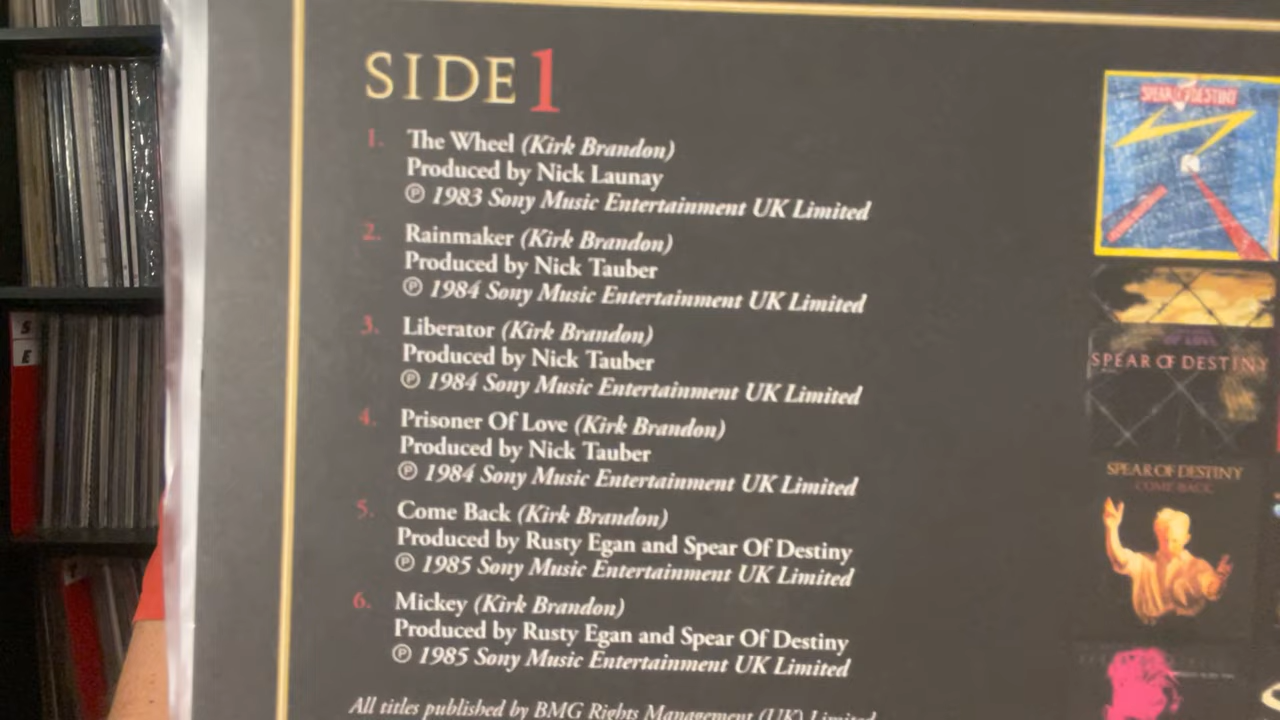 SIDE 1
1. The Wheel (Kirk Brandon)
Produced by Nick Launay
℗ 1983 Sony Music Entertainment UK Limited
2. Rainmaker (Kirk Brandon)
Produced by Nick Tauber
℗ 1984 Sony Music Entertainment UK Limited
3. Liberator (Kirk Brandon)
Produced by Nick Tauber
℗ 1984 Sony Music Entertainment UK Limited
4. Prisoner Of Love (Kirk Brandon)
Produced by Nick Tauber
℗ 1984 Sony Music Entertainment UK Limited
5. Come Back (Kirk Brandon)
Produced by Rusty Egan and Spear Of Destiny
℗ 1985 Sony Music Entertainment UK Limited
6. Mickey (Kirk Brandon)
Produced by Rusty Egan and Spear Of Destiny
℗ 1985 Sony Music Entertainment UK Limited
All titles published by BMG Rights Management (UK) Limited
SPEAR OF DESTINY
OF LOVE
SPEAR OF DESTINY
SPEAR OF DESTINY
COME BACK
S
E